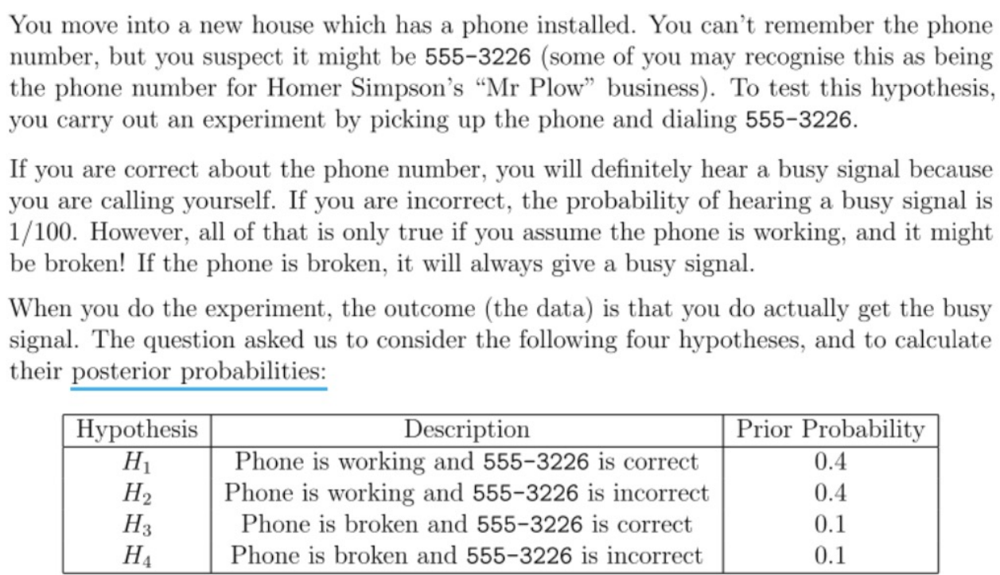 You move into a new house which has a phone installed. You can't remember the phone
number, but you suspect it might be 555-3226 (some of you may recognise this as being
the phone number for Homer Simpson's “Mr Plow” business). To test this hypothesis,
you carry out an experiment by picking up the phone and dialing 555-3226.
If you are correct about the phone number, you will definitely hear a busy signal because
you are calling yourself. If you are incorrect, the probability of hearing a busy signal is
1/100. However, all of that is only true if you assume the phone is working, and it might
be broken! If the phone is broken, it will always give a busy signal.
When you do the experiment, the outcome (the data) is that you do actually get the busy
signal. The question asked us to consider the following four hypotheses, and to calculate
their posterior probabilities:
Hypothesis Description Prior Probability
H₁ Phone is working and 555-3226 is correct 0.4
H₂ Phone is working and 555-3226 is incorrect 0.4
H₃ Phone is broken and 555-3226 is correct 0.1
H₄ Phone is broken and 555-3226 is incorrect 0.1